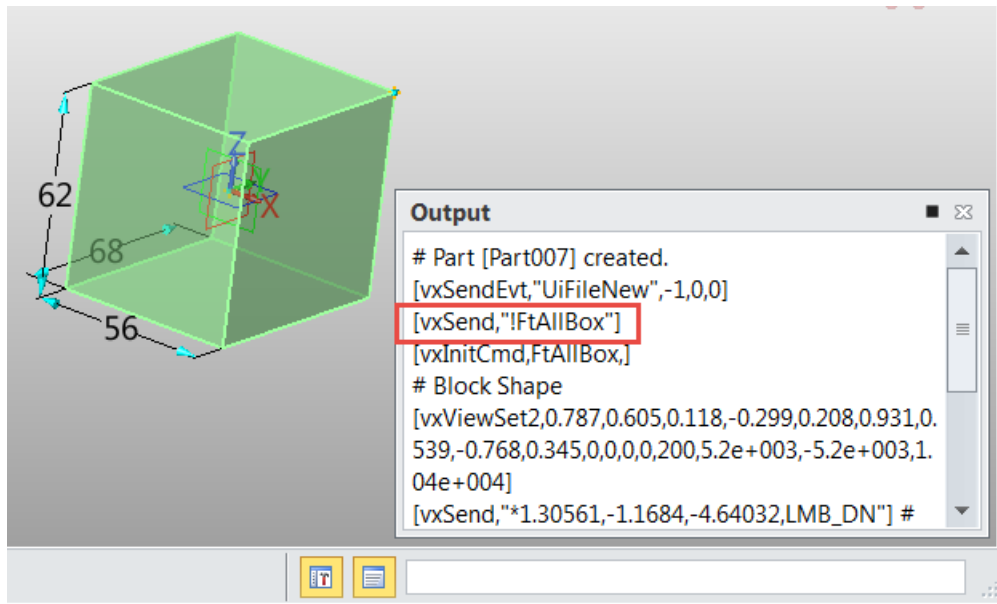 Z
Y
X
62
68
56
Output
# Part [Part007] created.
[vxSendEvt,"UiFileNew",-1,0,0]
[vxSend,"!FtAllBox"]
[vxInitCmd,FtAllBox,]
# Block Shape
[vxViewSet2,0.787,0.605,0.118,-0.299,0.208,0.931,0.
539,-0.768,0.345,0,0,0,0,200,5.2e+003,-5.2e+003,1.
04e+004]
[vxSend,"*1.30561,-1.1684,-4.64032,LMB_DN"] #